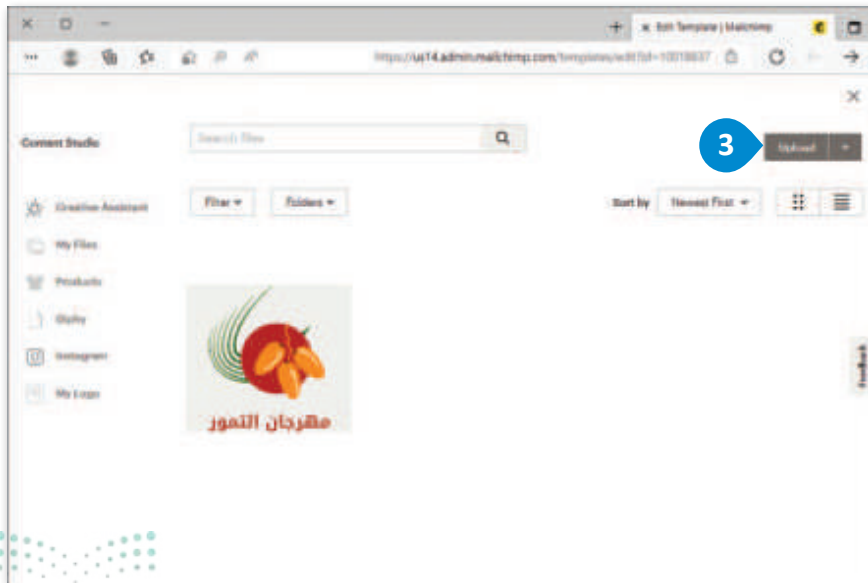 Edit Template | Mailchimp
https://us14.admin.mailchimp.com/templates/edit?id=10018837
Content Studio
Search files
3
Upload
Creative Assistant
Filter
Folders
Sort by
Newest First
My Files
Products
Giphy
Instagram
My Logo
Feedback
مهرجان التمور